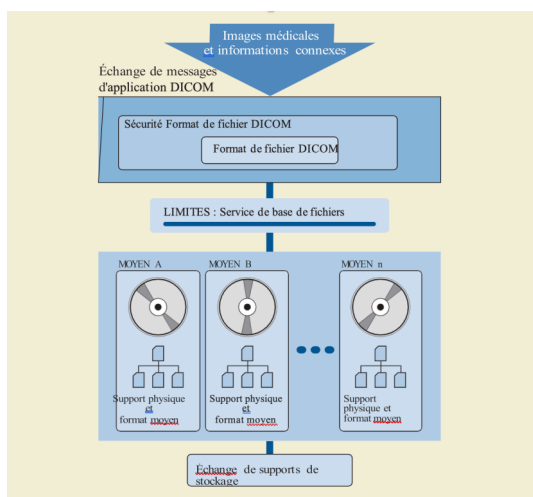 Images médicales
et informations connexes
Échange de messages
d'application DICOM
Sécurité Format de fichier DICOM
Format de fichier DICOM
LIMITES : Service de base de fichiers
MOYEN A
MOYEN B
MOYEN n
Support physique
et
format moyen
Support physique
et
format moyen
Support
physique et
format moyen
Échange de supports de
stockage